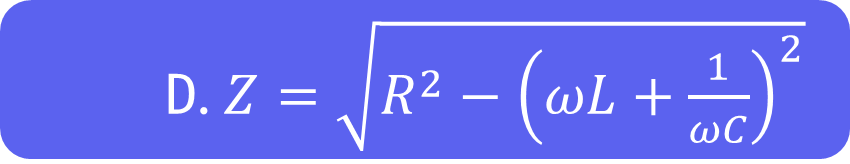 D. Z = √(R² − (ωL + 1/(ωC))²)